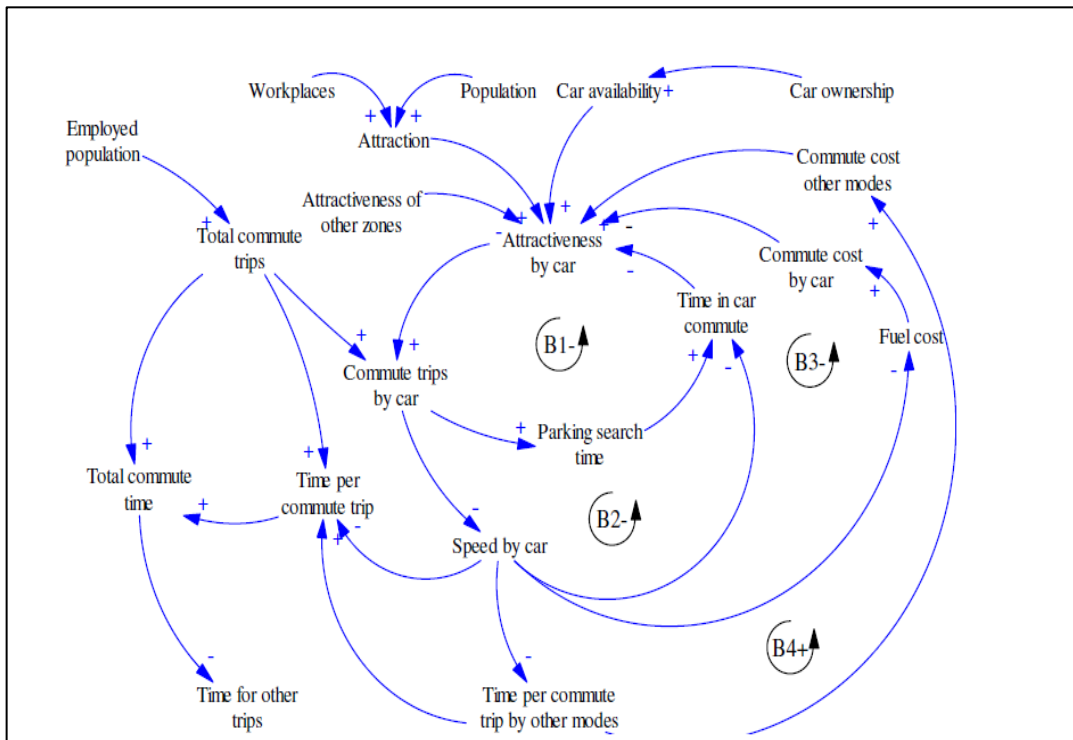 Workplaces
Population
Car availability
+
Car ownership
Employed
population
+
+
Attraction
Commute cost
other modes
Attractiveness of
other zones
+
+
+
-
+
-
Total commute
trips
-
Attractiveness
by car
+
-
Commute cost
by car
+
Time in car
commute
+
Fuel cost
B1-
B3-
+
+
+
-
-
Commute trips
by car
+
Parking search
time
+
+
Total commute
time
+
Time per
commute trip
-
+
-
B2-
Speed by car
B4+
-
-
Time for other
trips
Time per commute
trip by other modes